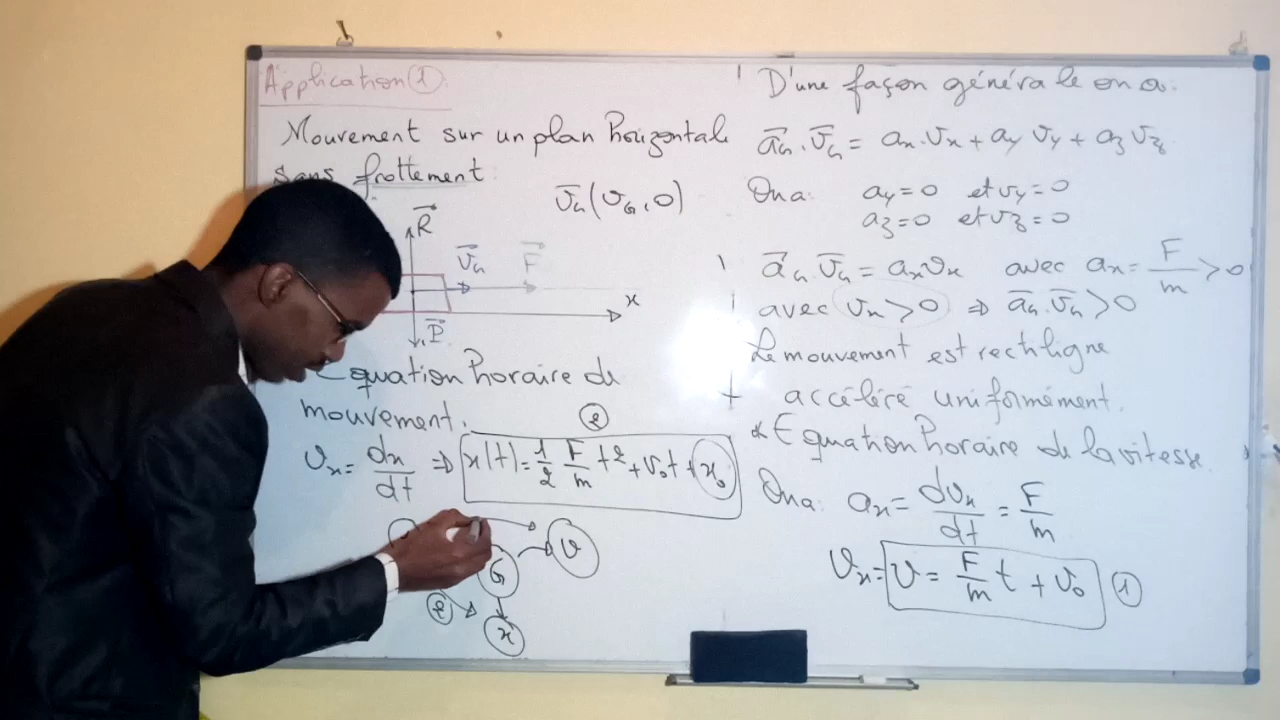 Application (1):
Mouvement sur un plan horizontale
sans frottement.
v⃗G (vG, 0)
R⃗
v⃗G F⃗
x
P⃗
Equation horaire de
mouvement.
(2)
vx = dx/dt ⇒ x(t) = 1/2 F/m t² + v₀t + x₀
v
G
(2)
x
D'une façon générale on a:
a⃗G . v⃗G = ax . vx + ay vy + az vz
On a: ay = 0 et vy = 0
az = 0 et vz = 0
a⃗G . v⃗G = ax vx avec ax = F/m > 0
avec vx > 0 ⇒ a⃗G . v⃗G > 0
Le mouvement est rectiligne
accéléré uniformément.
* Equation horaire de la vitesse
On a: ax = dvx/dt = F/m
vx = v = F/m t + v₀ (1)